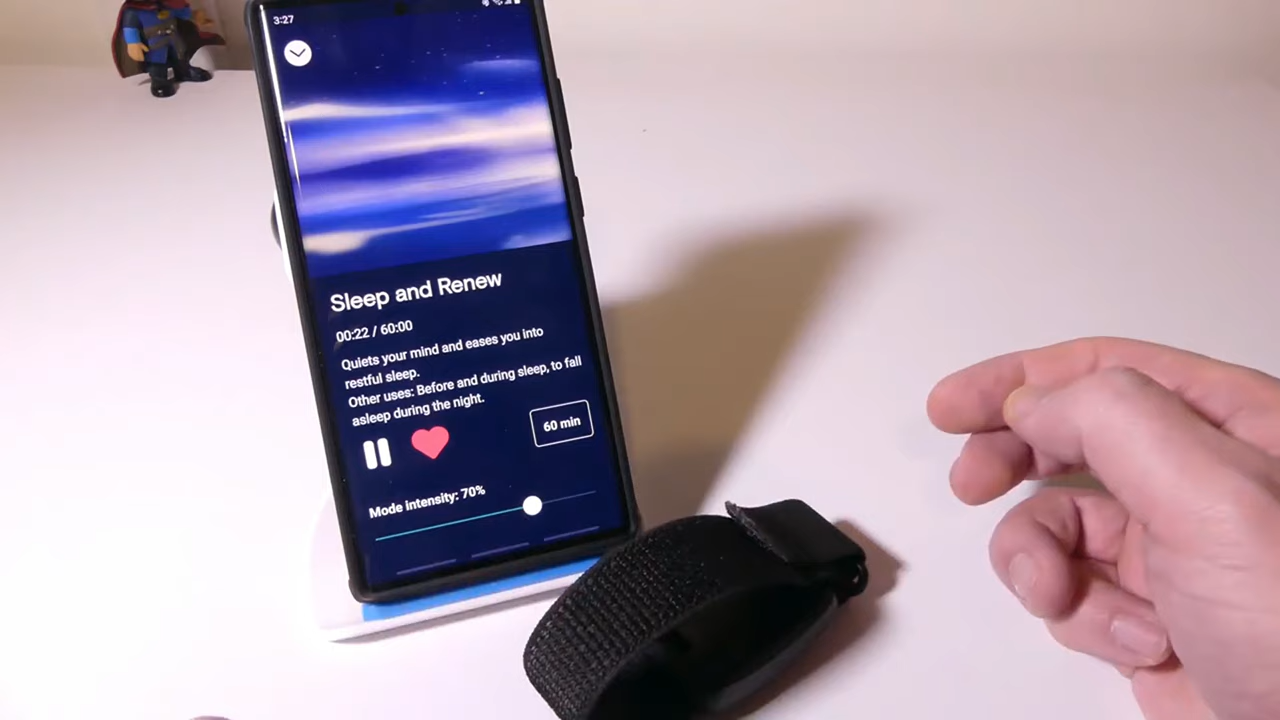 3:27
Sleep and Renew
00:22 / 60:00
Quiets your mind and eases you into
restful sleep.
Other uses: Before and during sleep, to fall
asleep during the night.
60 min
Mode intensity: 70%